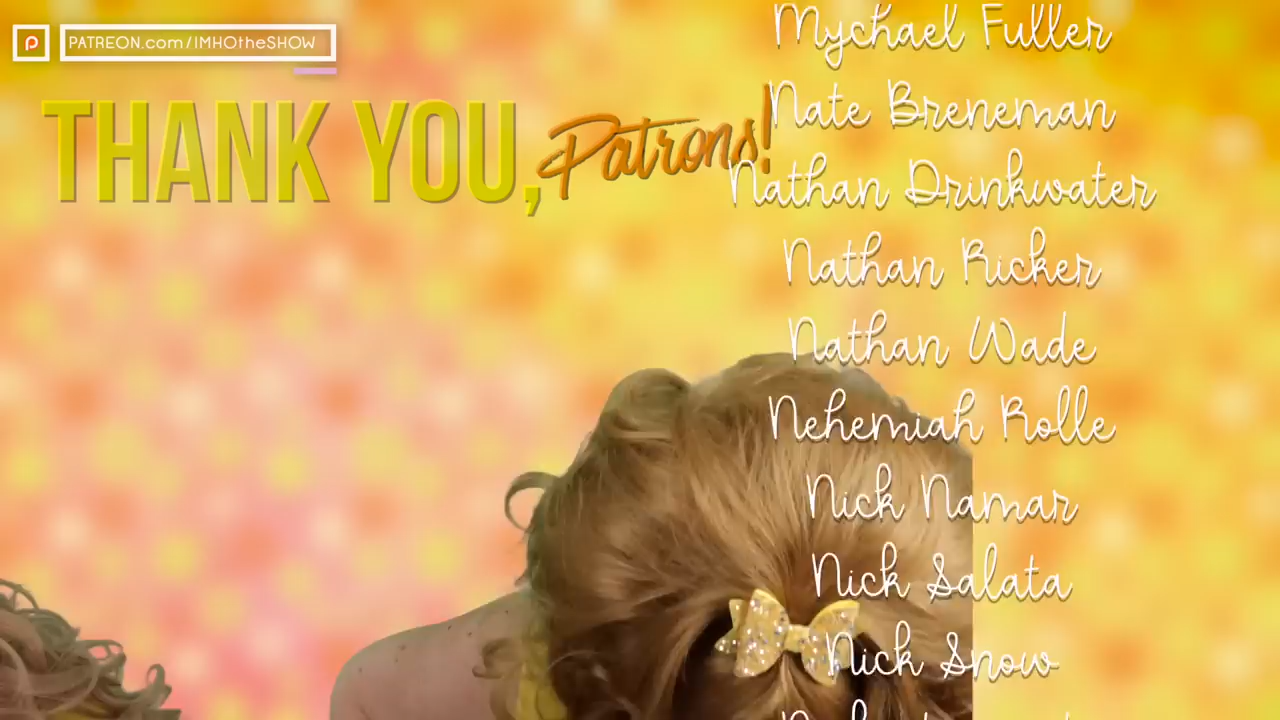 PATREON.com/IMHOtheSHOW
THANK YOU, Patrons!
Mychael Fuller
Nate Breneman
Nathan Drinkwater
Nathan Ricker
Nathan Wade
Nehemiah Rolle
Nick Namar
Nick Salata
Nick Snow